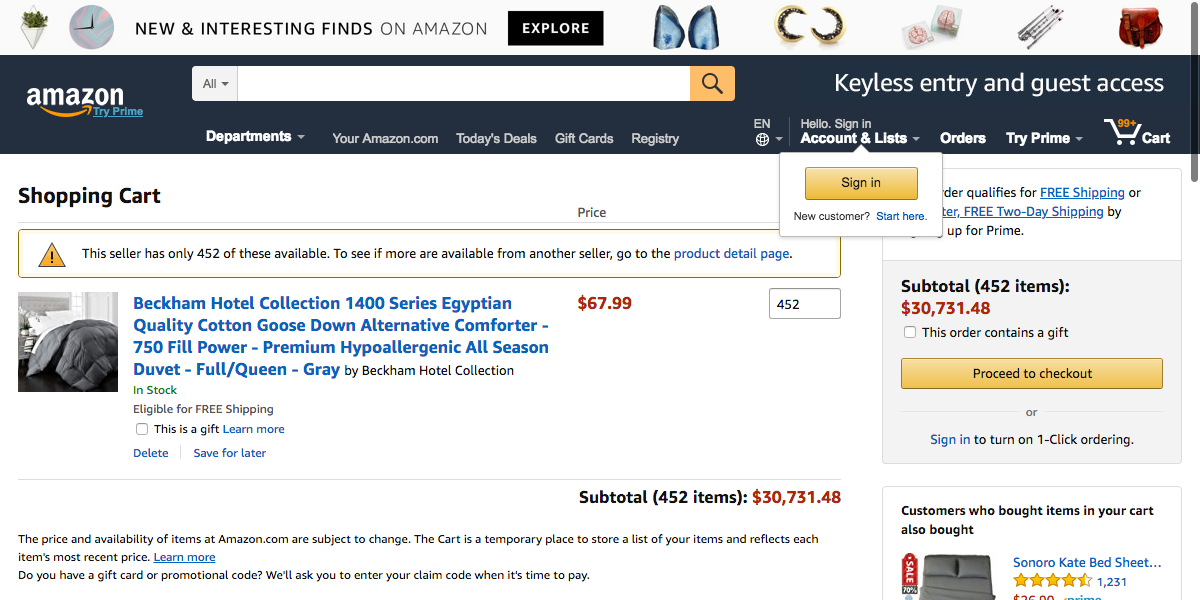 NEW & INTERESTING FINDS ON AMAZON EXPLORE
All
Keyless entry and guest access
amazon
Try Prime
Departments
Your Amazon.com Today's Deals Gift Cards Registry
EN
Hello. Sign in
Account & Lists
Orders
Try Prime
99+
Cart
Sign in
New customer? Start here.
Shopping Cart
Price
This seller has only 452 of these available. To see if more are available from another seller, go to the product detail page.
Beckham Hotel Collection 1400 Series Egyptian
Quality Cotton Goose Down Alternative Comforter -
750 Fill Power - Premium Hypoallergenic All Season
Duvet - Full/Queen - Gray by Beckham Hotel Collection
$67.99
452
In Stock
Eligible for FREE Shipping
This is a gift Learn more
Delete Save for later
Subtotal (452 items): $30,731.48
The price and availability of items at Amazon.com are subject to change. The Cart is a temporary place to store a list of your items and reflects each
item's most recent price. Learn more
Do you have a gift card or promotional code? We'll ask you to enter your claim code when it's time to pay.
qualifies for FREE Shipping or
FREE Two-Day Shipping by
up for Prime.
Subtotal (452 items):
$30,731.48
This order contains a gift
Proceed to checkout
or
Sign in to turn on 1-Click ordering.
Customers who bought items in your cart
also bought
SALE
70%
Sonoro Kate Bed Sheet...
1,231